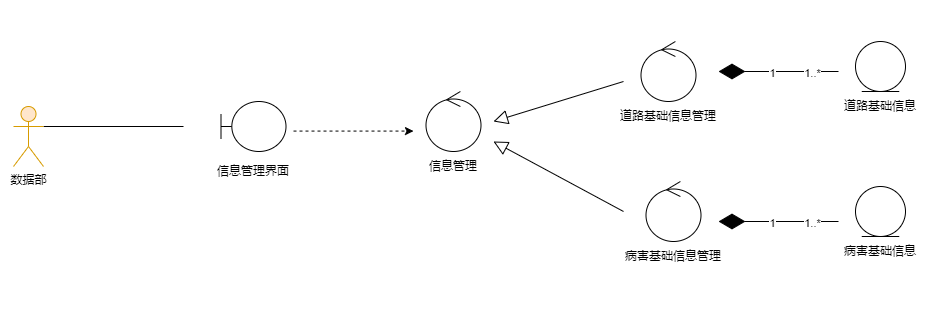 数据部
信息管理界面
信息管理
道路基础信息管理
1
1..*
道路基础信息
病害基础信息管理
1
1..*
病害基础信息